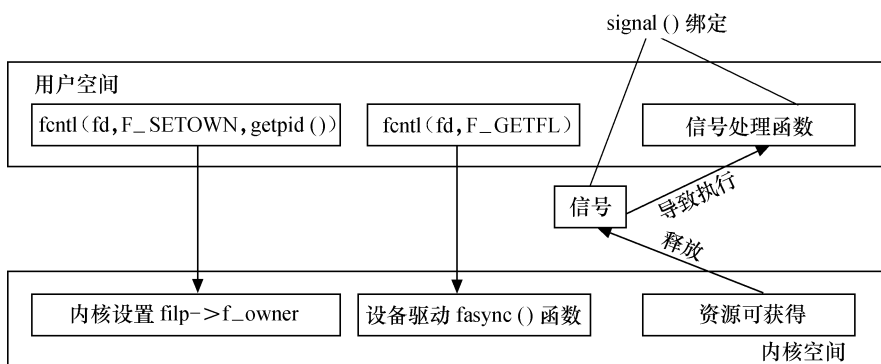 signal()绑定
用户空间
fcntl(fd,F_SETOWN,getpid())
fcntl(fd,F_GETFL)
信号处理函数
信号
导致执行
释放
内核设置 filp->f_owner
设备驱动 fasync()函数
资源可获得
内核空间